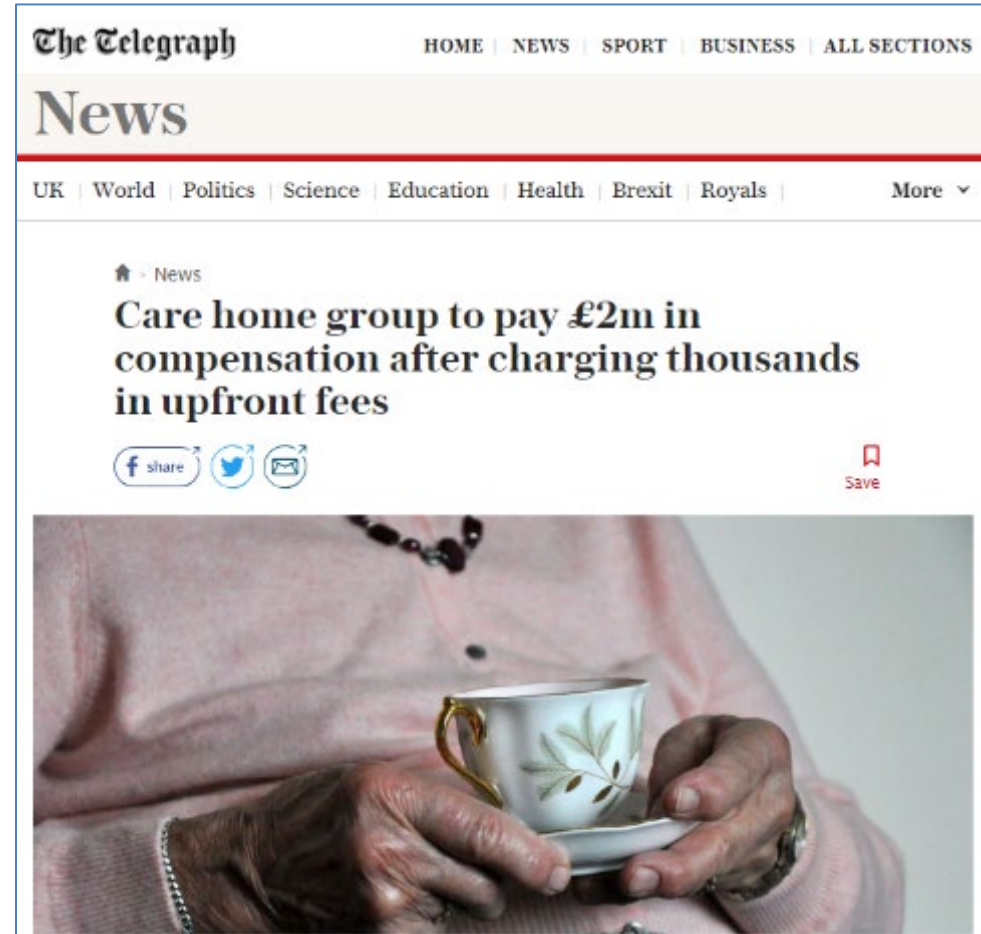 The Telegraph
HOME | NEWS | SPORT | BUSINESS | ALL SECTIONS
News
UK | World | Politics | Science | Education | Health | Brexit | Royals | More
> News
Care home group to pay £2m in
compensation after charging thousands
in upfront fees
f share
Save